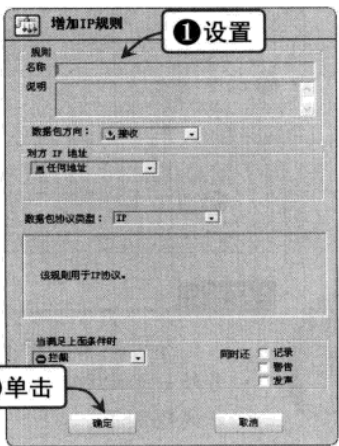 增加IP规则
❶设置
规则
名称
说明
数据包方向： 接收
对方 IP 地址
任何地址
数据包协议类型： IP
该规则用于IP协议。
当满足上面条件时
拦截
同时还 记录
警告
发声
单击
确定 取消